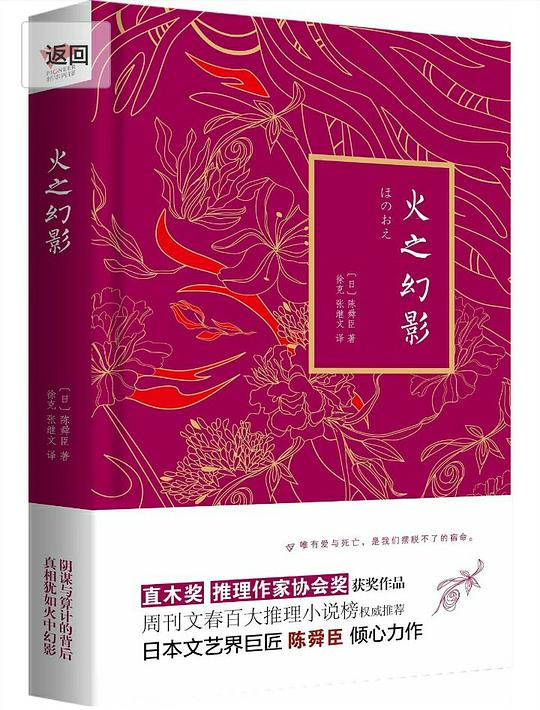 返回
PIONEER
火之幻影
〔日〕陈舜臣 著
徐克 张继文 译
阴谋与算计的背后
真相犹如火中幻影
火之幻影
ほのおえ
〔日〕陈舜臣 著
徐克 张继文 译
唯有爱与死亡，是我们摆脱不了的宿命。
直木奖 推理作家协会奖 获奖作品
周刊文春百大推理小说榜权威推荐
日本文艺界巨匠 陈舜臣 倾心力作